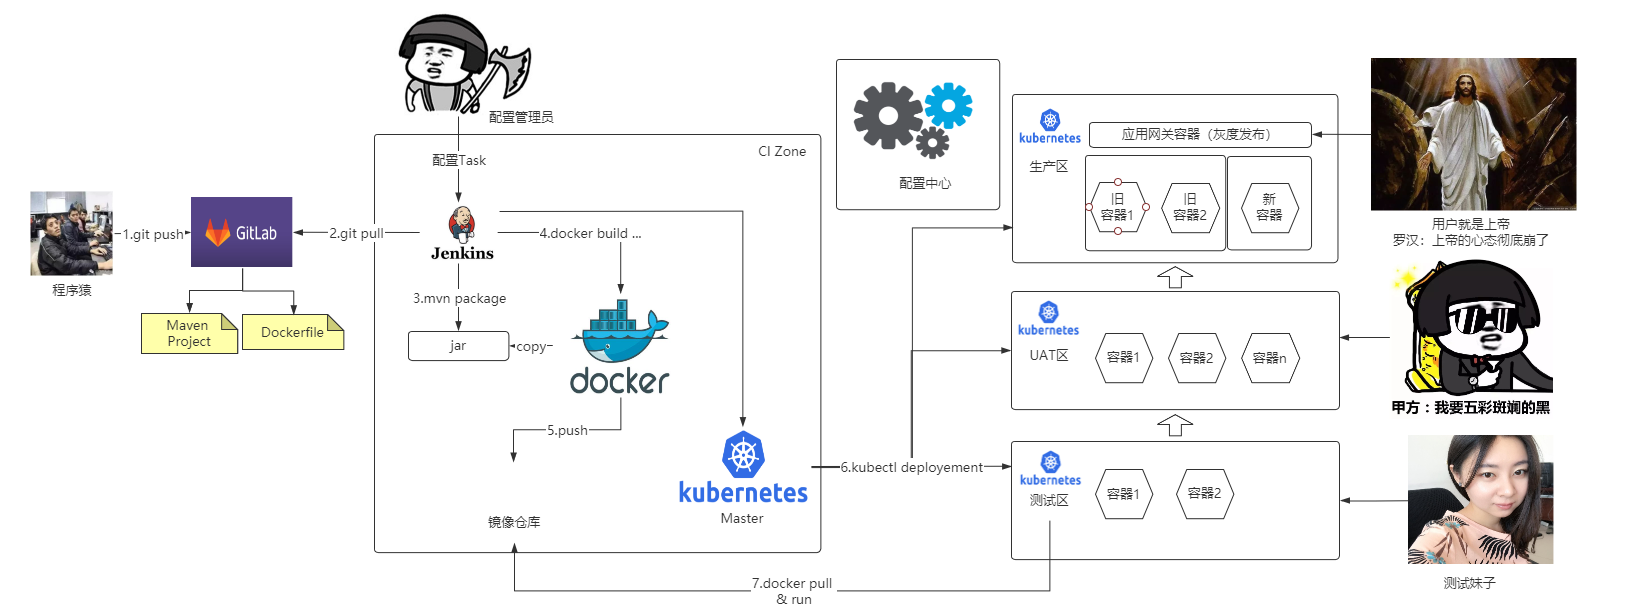 配置管理员
CI Zone
配置Task
Jenkins
程序猿
1.git push
GitLab
2.git pull
4.docker build ...
Maven
Project
Dockerfile
3.mvn package
jar
copy
docker
5.push
镜像仓库
kubernetes
Master
6.kubectl deployement
7.docker pull
& run
配置中心
kubernetes
生产区
应用网关容器（灰度发布）
旧
容器1
旧
容器2
新
容器
kubernetes
UAT区
容器1
容器2
容器n
kubernetes
测试区
容器1
容器2
用户就是上帝
罗汉：上帝的心态彻底崩了
甲方：我要五彩斑斓的黑
测试妹子